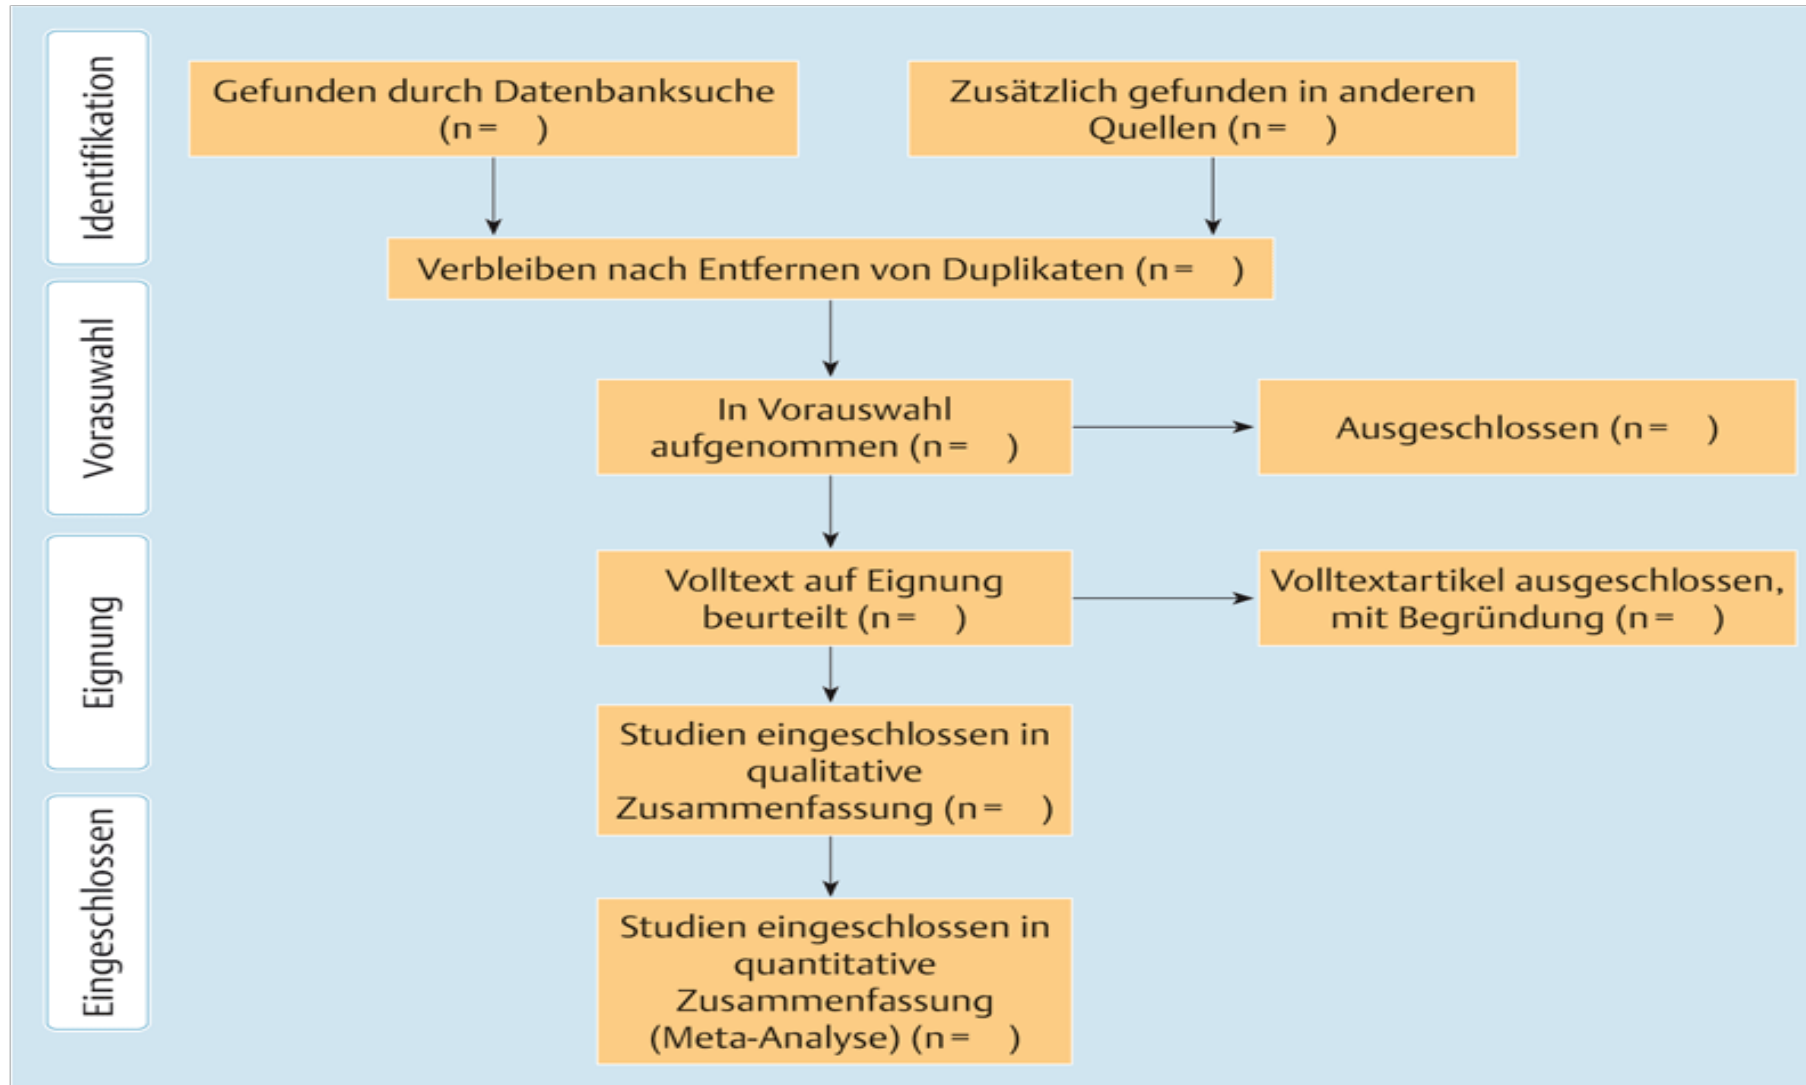 Identifikation
Gefunden durch Datenbanksuche
(n= )
Zusätzlich gefunden in anderen
Quellen (n= )
Verbleiben nach Entfernen von Duplikaten (n= )
Vorasuwahl
In Vorauswahl
aufgenommen (n= )
Ausgeschlossen (n= )
Eignung
Volltext auf Eignung
beurteilt (n= )
Volltextartikel ausgeschlossen,
mit Begründung (n= )
Studien eingeschlossen in
qualitative
Zusammenfassung (n= )
Eingeschlossen
Studien eingeschlossen in
quantitative
Zusammenfassung
(Meta-Analyse) (n= )